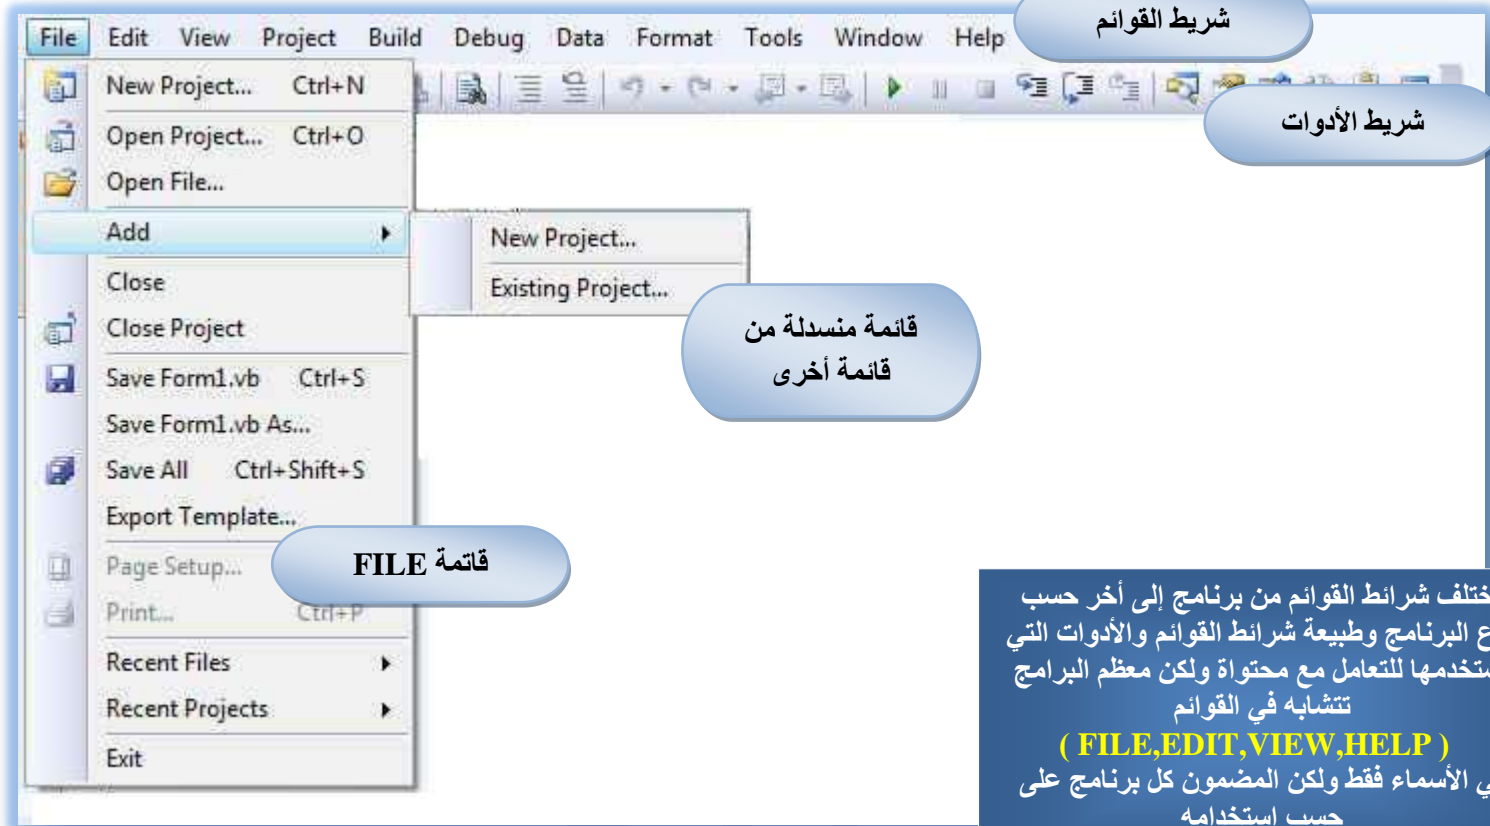 شريط القوائم
File Edit View Project Build Debug Data Format Tools Window Help
شريط الأدوات
New Project... Ctrl+N
Open Project... Ctrl+O
Open File...
Add
New Project...
Existing Project...
Close
Close Project
قائمة منسدلة من
قائمة أخرى
Save Form1.vb Ctrl+S
Save Form1.vb As...
Save All Ctrl+Shift+S
Export Template...
قائمة FILE
Page Setup...
Print... Ctrl+P
Recent Files
Recent Projects
Exit
ختلف شرائط القوائم من برنامج إلى أخر حسب
ع البرنامج وطبيعة شرائط القوائم والأدوات التي
ستخدمها للتعامل مع محتواة ولكن معظم البرامج
تتشابه في القوائم
( FILE,EDIT,VIEW,HELP )
ي الأسماء فقط ولكن المضمون كل برنامج على
حسب استخدامه